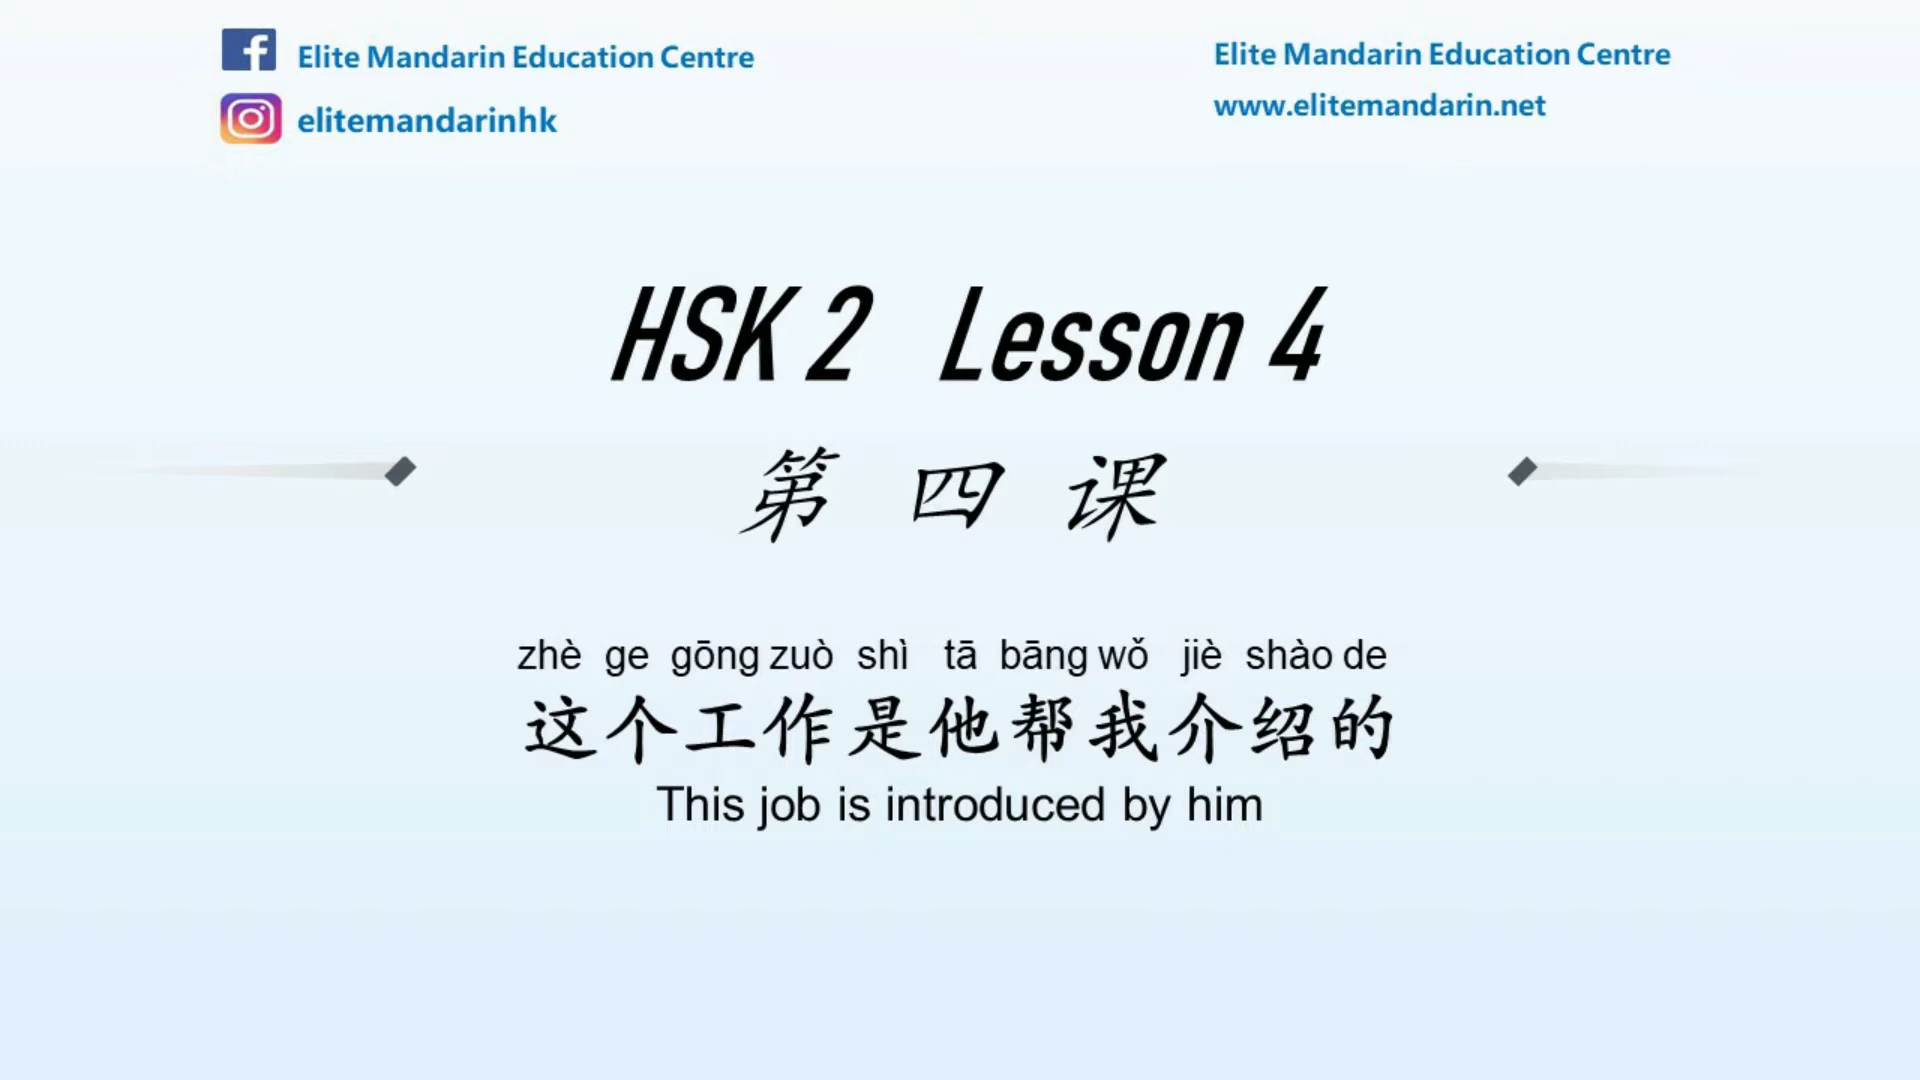 Elite Mandarin Education Centre
elitemandarinhk
Elite Mandarin Education Centre
www.elitemandarin.net
HSK 2 Lesson 4
第 四 课
zhè ge gōng zuò shì tā bāng wǒ jiè shào de
这个工作是他帮我介绍的
This job is introduced by him